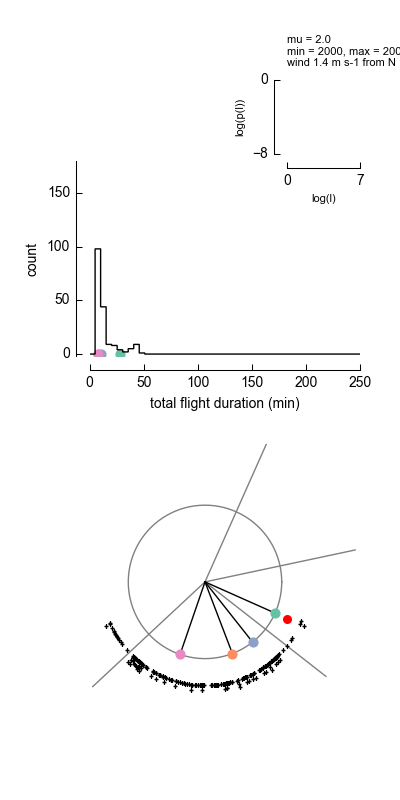 mu = 2.0
min = 2000, max = 200
wind 1.4 m s-1 from N
0
log(p(l))
−8
0 7
log(l)
150
100
50
0
count
0 50 100 150 200 250
total flight duration (min)